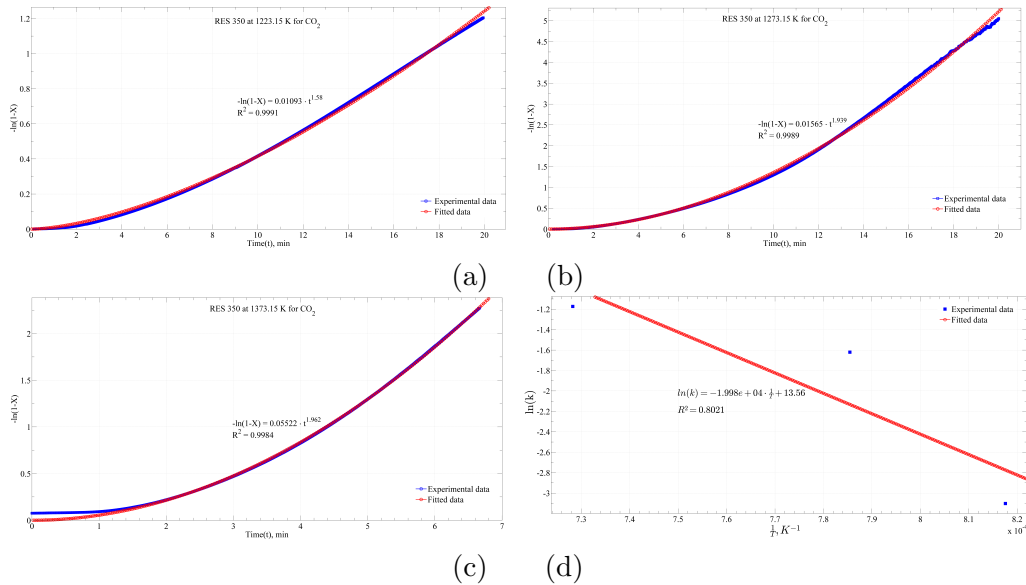 RES 350 at 1223.15 K for CO2
-ln(1-X)
1.2
1
0.8
0.6
0.4
0.2
0
-ln(1-X) = 0.01093 · t^1.58
R^2 = 0.9991
Experimental data
Fitted data
0 2 4 6 8 10 12 14 16 18 20
Time(t), min
(a)
RES 350 at 1273.15 K for CO2
-ln(1-X)
5
4.5
4
3.5
3
2.5
2
1.5
1
0.5
0
-ln(1-X) = 0.01565 · t^1.939
R^2 = 0.9989
Experimental data
Fitted data
0 2 4 6 8 10 12 14 16 18 20
Time(t), min
(b)
RES 350 at 1373.15 K for CO2
-ln(1-X)
2
1.5
1
0.5
0
-ln(1-X) = 0.05522 · t^1.962
R^2 = 0.9984
Experimental data
Fitted data
0 1 2 3 4 5 6 7
Time(t), min
(c)
ln(k)
-1.2
-1.4
-1.6
-1.8
-2
-2.2
-2.4
-2.6
-2.8
-3
Experimental data
Fitted data
ln(k) = −1.998e + 04 · 1/T + 13.56
R² = 0.8021
7.3 7.4 7.5 7.6 7.7 7.8 7.9 8 8.1 8.2
1/T, K^−1
(d)